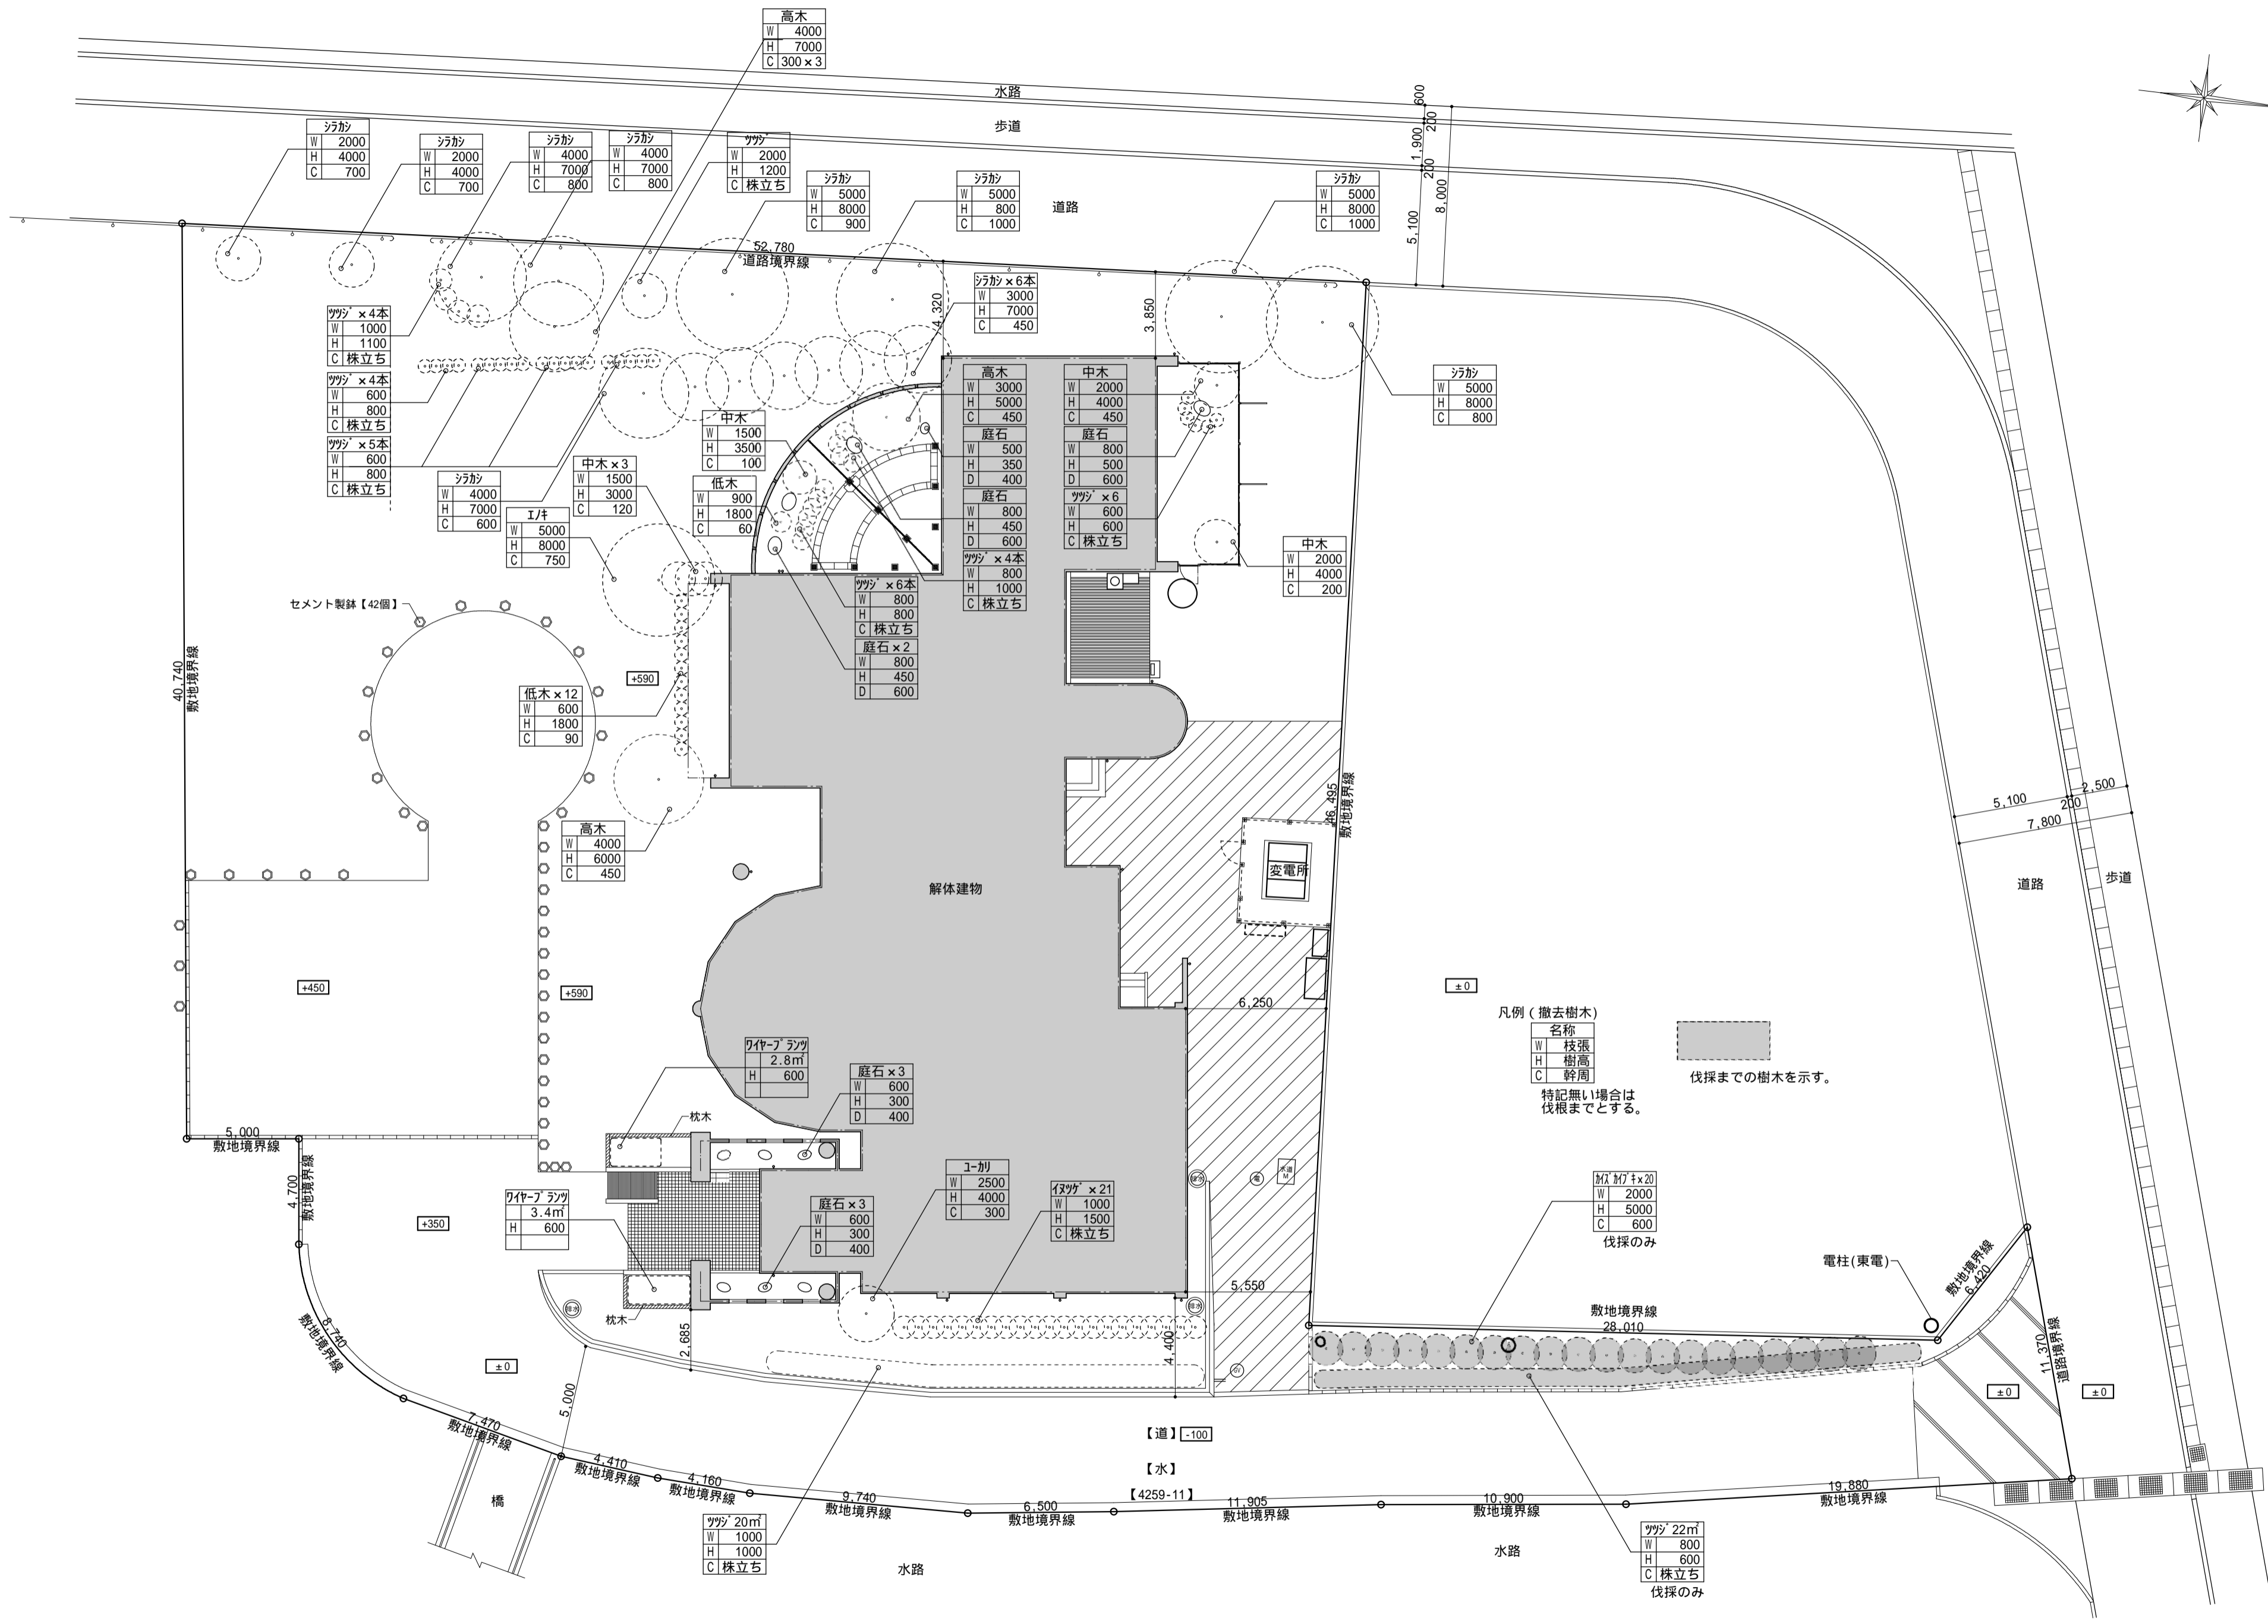 高木
W 4000
H 7000
C 300×3
水路
歩道
道路
600
200
1,900
200
8,000
5,100
ｼﾗｶｼ
W 2000
H 4000
C 700
ｼﾗｶｼ
W 2000
H 4000
C 700
ｼﾗｶｼ
W 4000
H 7000
C 800
ｼﾗｶｼ
W 4000
H 7000
C 800
ﾂﾂｼﾞ
W 2000
H 1200
C 株立ち
ｼﾗｶｼ
W 5000
H 8000
C 900
ｼﾗｶｼ
W 5000
H 800
C 1000
ｼﾗｶｼ
W 5000
H 8000
C 1000
52,780
道路境界線
4,320
3,850
ｼﾗｶｼ×6本
W 3000
H 7000
C 450
ﾂﾂｼﾞ×4本
W 1000
H 1100
C 株立ち
ﾂﾂｼﾞ×4本
W 600
H 800
C 株立ち
ﾂﾂｼﾞ×5本
W 600
H 800
C 株立ち
ｼﾗｶｼ
W 5000
H 8000
C 800
高木
W 3000
H 5000
C 450
中木
W 2000
H 4000
C 450
庭石
W 500
H 350
D 400
庭石
W 800
H 500
D 600
庭石
W 800
H 450
D 600
ﾂﾂｼﾞ×6
W 600
H 600
C 株立ち
ﾂﾂｼﾞ×4本
W 800
H 1000
C 株立ち
中木
W 1500
H 3500
C 100
中木×3
W 1500
H 3000
C 120
低木
W 900
H 1800
C 60
ｼﾗｶｼ
W 4000
H 7000
C 600
ｴﾉｷ
W 5000
H 8000
C 750
中木
W 2000
H 4000
C 200
ﾂﾂｼﾞ×6本
W 800
H 800
C 株立ち
庭石×2
W 800
H 450
D 600
セメント製鉢【42個】
40,740
敷地境界線
+590
低木×12
W 600
H 1800
C 90
高木
W 4000
H 6000
C 450
46,495
敷地境界線
変電所
解体建物
5,100
200
2,500
7,800
道路
歩道
+450
+590
6,250
±0
凡例(撤去樹木)
名称
W 枝張
H 樹高
C 幹周
特記無い場合は
伐根までとする。
伐採までの樹木を示す。
ﾜｲﾔｰﾌﾟﾗﾝﾂ
2.8㎡
H 600
庭石×3
W 600
H 300
D 400
枕木
5,000
敷地境界線
4,700
敷地境界線
+350
ﾜｲﾔｰﾌﾟﾗﾝﾂ
3.4㎡
H 600
庭石×3
W 600
H 300
D 400
ﾕｰｶﾘ
W 2500
H 4000
C 300
ｲﾇﾂｹﾞ×21
W 1000
H 1500
C 株立ち
電
水道
M
ｶｲｽﾞｶｲﾌﾞｷ×20
W 2000
H 5000
C 600
伐採のみ
電柱(東電)
敷地境界線
6,420
敷地境界線
28,010
11,370
道路境界線
枕木
2,685
4,400
5,550
8,740
敷地境界線
±0
5,000
±0
±0
7,470
敷地境界線
4,410
敷地境界線
4,160
敷地境界線
9,740
敷地境界線
6,500
敷地境界線
11,905
敷地境界線
10,900
敷地境界線
19,880
敷地境界線
【道】 -100
【水】
【4259-11】
橋
ﾂﾂｼﾞ20㎡
W 1000
H 1000
C 株立ち
水路
水路
ﾂﾂｼﾞ22㎡
W 800
H 600
C 株立ち
伐採のみ